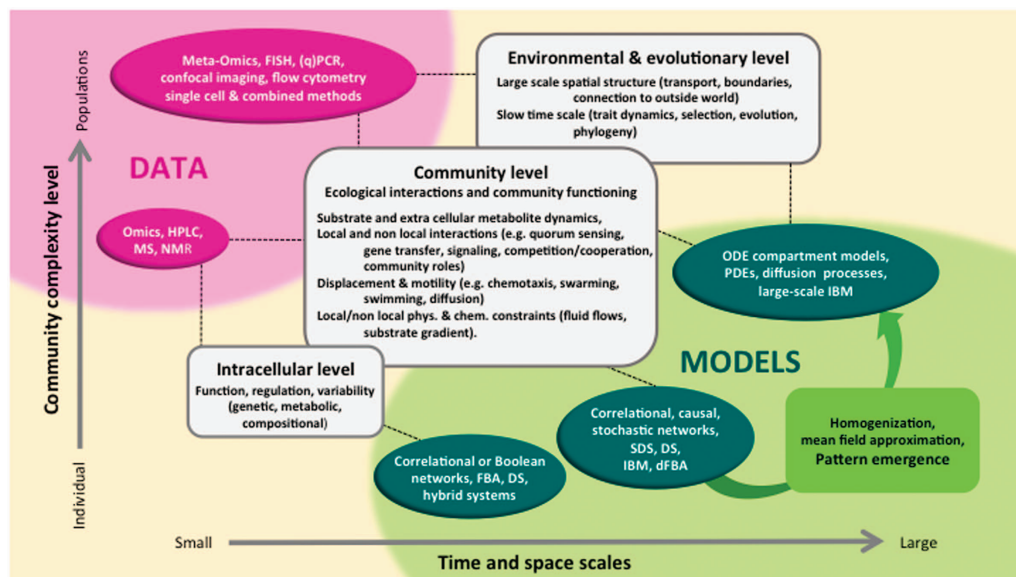 Meta-Omics, FISH, (q)PCR,
confocal imaging, flow cytometry
single cell & combined methods
Environmental & evolutionary level
Large scale spatial structure (transport, boundaries,
connection to outside world)
Slow time scale (trait dynamics, selection, evolution,
phylogeny)
Populations
DATA
Community level
Ecological interactions and community functioning
Substrate and extra cellular metabolite dynamics,
Local and non local interactions (e.g. quorum sensing,
gene transfer, signaling, competition/cooperation,
community roles)
Displacement & motility (e.g. chemotaxis, swarming,
swimming, diffusion)
Local/non local phys. & chem. constraints (fluid flows,
substrate gradient).
Omics, HPLC,
MS, NMR
Community complexity level
ODE compartment models,
PDEs, diffusion processes,
large-scale IBM
MODELS
Intracellular level
Function, regulation, variability
(genetic, metabolic,
compositional)
Correlational, causal,
stochastic networks,
SDS, DS,
IBM, dFBA
Homogenization,
mean field approximation,
Pattern emergence
Correlational or Boolean
networks, FBA, DS,
hybrid systems
Individual
Small
Large
Time and space scales